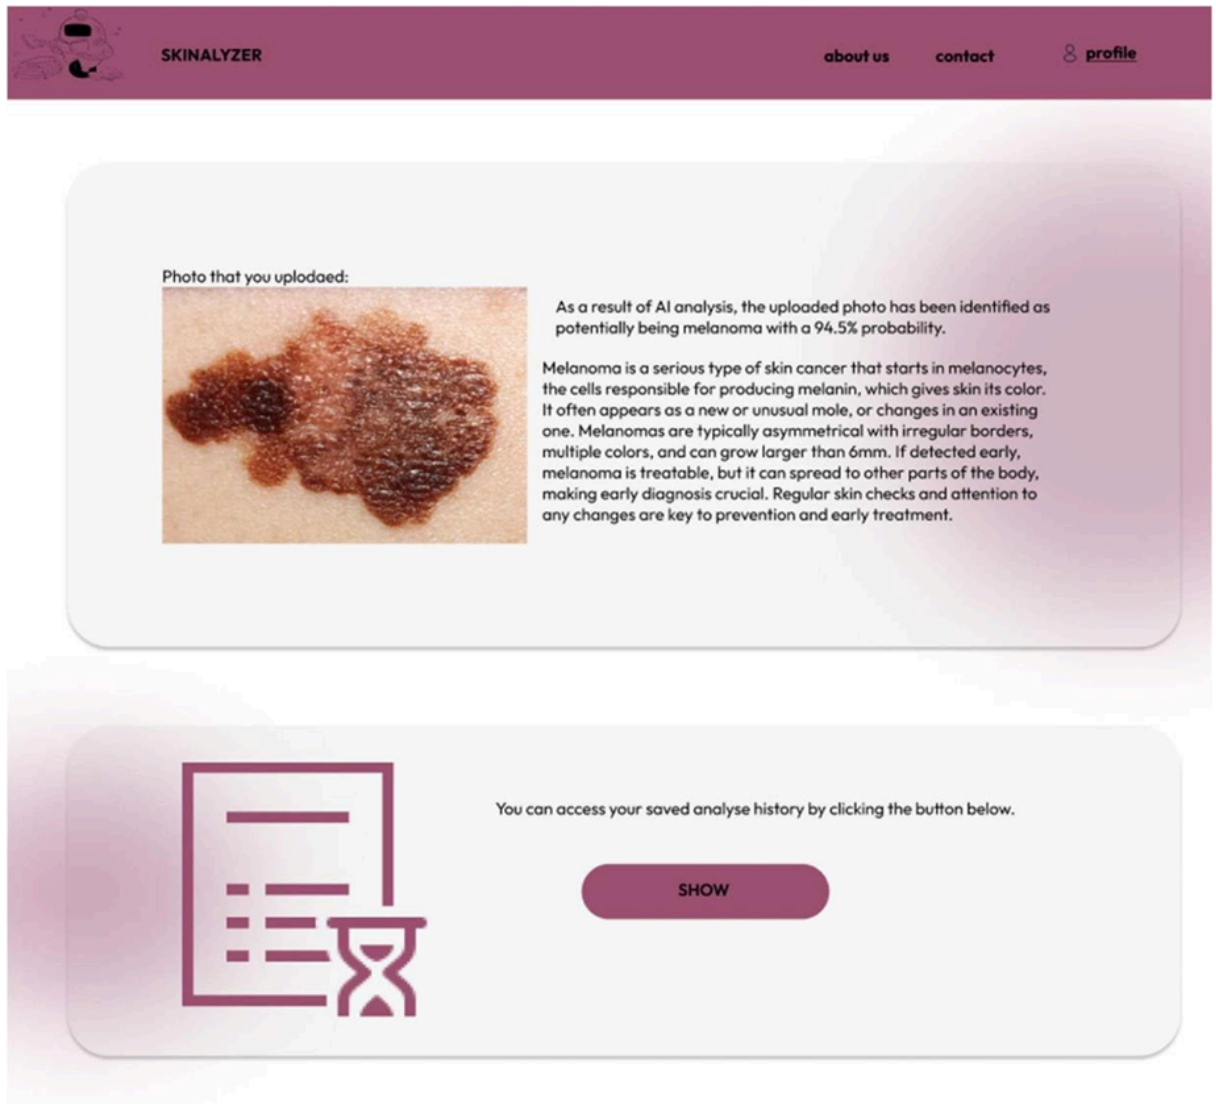 SKINALYZER
about us
contact
profile
Photo that you uplodaed:
As a result of AI analysis, the uploaded photo has been identified as
potentially being melanoma with a 94.5% probability.
Melanoma is a serious type of skin cancer that starts in melanocytes,
the cells responsible for producing melanin, which gives skin its color.
It often appears as a new or unusual mole, or changes in an existing
one. Melanomas are typically asymmetrical with irregular borders,
multiple colors, and can grow larger than 6mm. If detected early,
melanoma is treatable, but it can spread to other parts of the body,
making early diagnosis crucial. Regular skin checks and attention to
any changes are key to prevention and early treatment.
You can access your saved analyse history by clicking the button below.
SHOW